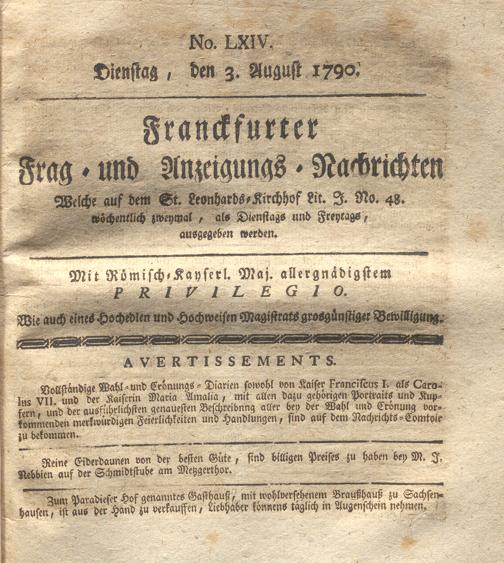 No. LXIV.
Dienstag, den 3. August 1790.
Franckfurter
Frag- und Anzeigungs-Nachrichten
Welche auf dem St. Leonhards-Kirchhof Lit. J. No. 48.
wöchentlich zweymal, als Dienstags und Freytags,
ausgegeben werden.
Mit Römisch-Kayserl. Maj. allergnädigstem
PRIVILEGIO.
Wie auch eines Hochedlen und Hochweisen Magistrats grosgünstiger Bewilligung.
AVERTISSEMENTS.
Vollständige Wahl- und Crönungs-Diarien sowohl von Kaiser Franciscus I. als Caro-
lus VII. und der Kaiserin Maria Amalia, mit allen dazu gehörigen Portraits und Kup-
fern, und der ausführlichsten genauesten Beschreibung aller bey der Wahl und Crönung vor-
kommenden merkwürdigen Feierlichkeiten und Handlungen, sind auf dem Nachrichts-Comtoir
zu bekommen.
Reine Eiderdaunen von der besten Güte, sind billigen Preises zu haben bey M. J.
Rebbien auf der Schmidtstube am Mezgerthor.
Zum Paradieser Hof genanntes Gasthauß, mit wohlversehenem Braußhauß zu Sachsen-
hausen, ist aus der Hand zu verkauffen, Liebhaber könnens täglich in Augenschein nehmen.